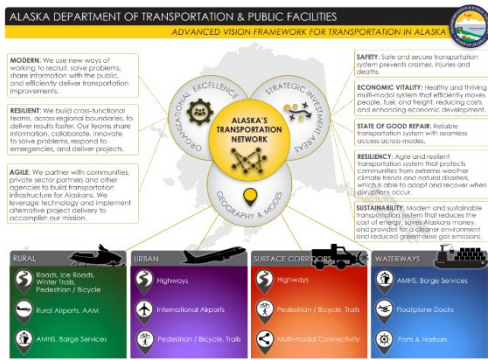 ALASKA DEPARTMENT OF TRANSPORTATION & PUBLIC FACILITIES
ADVANCED VISION FRAMEWORK FOR TRANSPORTATION IN ALASKA
MODERN: We use new ways of
working to recruit, solve problems,
share information with the public,
and efficiently deliver transportation
improvements.
RESILIENT: We build cross-functional
teams, across regional boundaries, to
deliver results faster. Our teams share
information, collaborate, innovate
to solve problems, respond to
emergencies, and deliver projects.
AGILE: We partner with communities,
private sector partners and other
agencies to build transportation
infrastructure for Alaskans. We
leverage technology and implement
alternative project delivery to
accomplish our mission.
ORGANIZATIONAL EXCELLENCE
STRATEGIC INVESTMENT AREAS
ALASKA'S
TRANSPORTATION
NETWORK
GEOGRAPHY & MODES
SAFETY: Safe and secure transportation
system prevents crashes, injuries and
deaths.
ECONOMIC VITALITY: Healthy and thriving
multi-modal system that efficiently moves
people, fuel, and freight, reducing costs
and enhancing economic development.
STATE OF GOOD REPAIR: Reliable
transportation system with seamless
access across modes.
RESILIENCY: Agile and resilient
transportation system that protects
communities from extreme weather
climate trends and natural disasters,
which is able to adapt and recover when
disruptions occur.
SUSTAINABILITY: Modern and sustainable
transportation system that reduces the
cost of energy, saves Alaskans money,
and provides for a cleaner environment
and reduced greenhouse gas emissions.
RURAL
Roads, Ice Roads,
Winter Trails,
Pedestrian / Bicycle
Rural Airports, AAM
AMHS, Barge Services
URBAN
Highways
International Airports
Pedestrian / Bicycle, Trails
SURFACE CORRIDORS
Highways
Pedestrian / Bicycle, Trails
Multi-modal Connectivity
WATERWAYS
AMHS, Barge Services
Floatplane Docks
Ports & Harbors